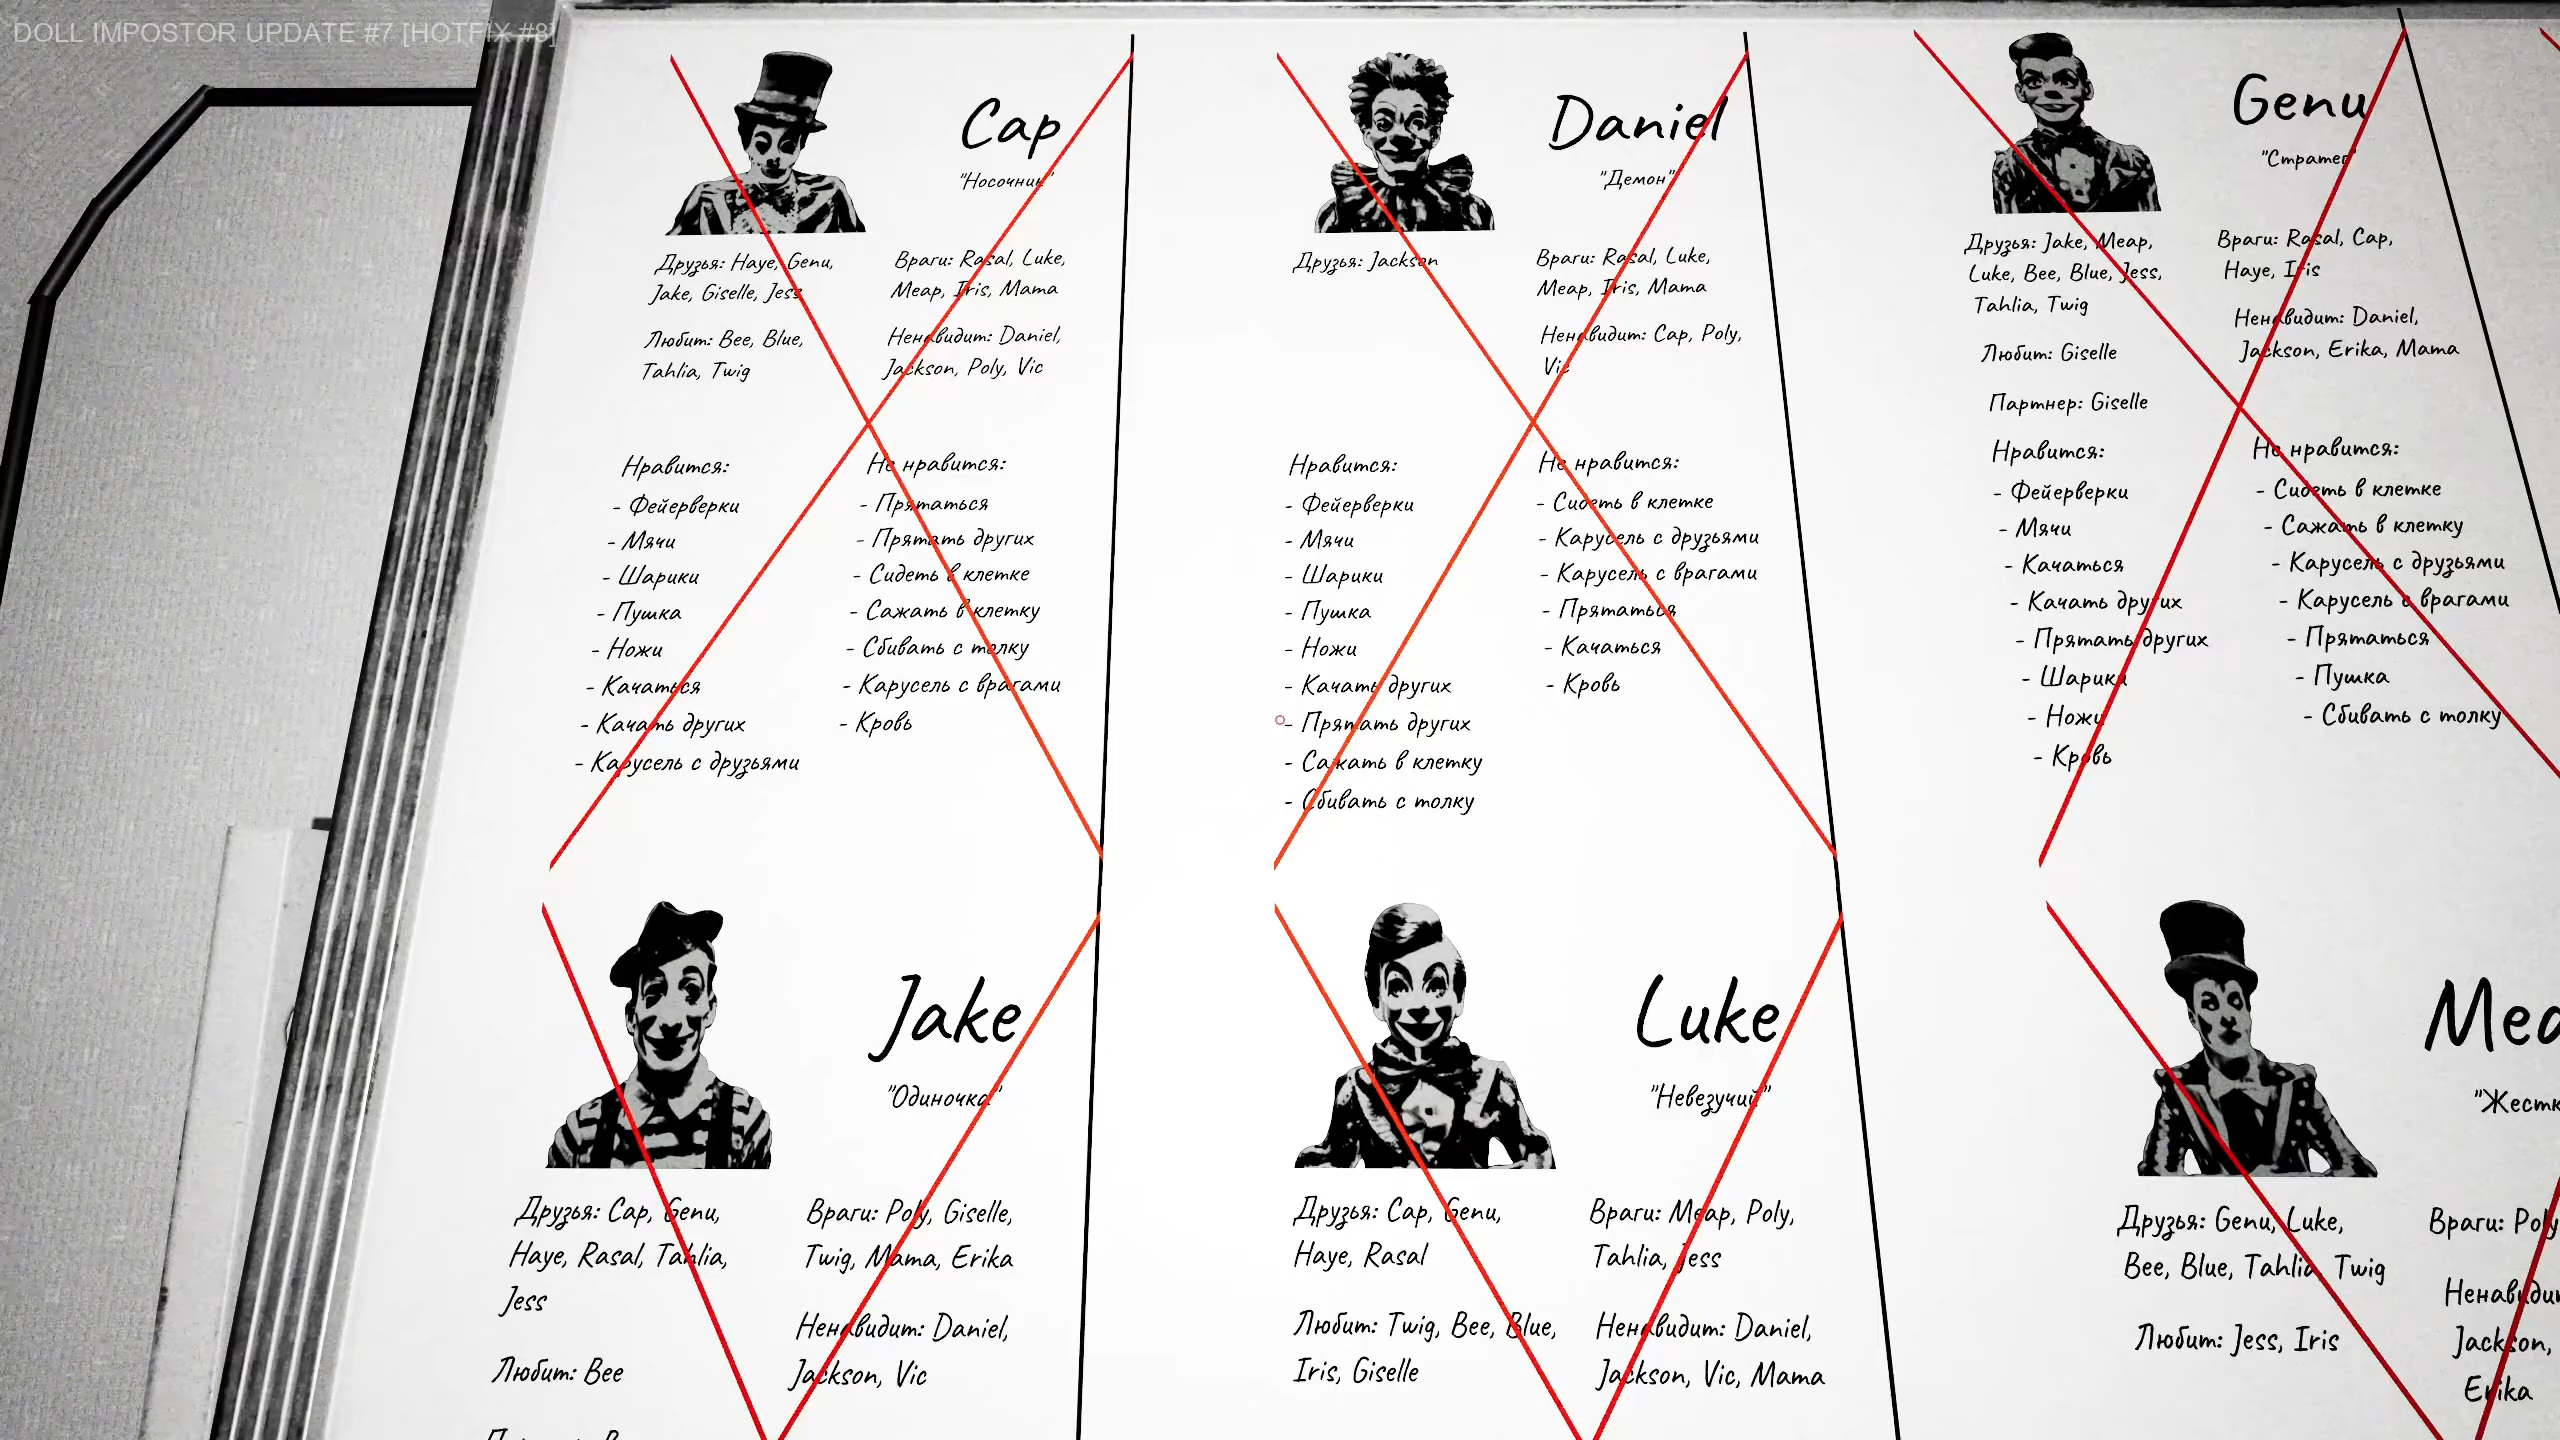 DOLL IMPOSTOR UPDATE #7 [HOTFIX #8]
Cap
"Носочник"
Друзья: Haye, Genu,
Jake, Giselle, Jess
Любит: Bee, Blue,
Tahlia, Twig
Враги: Rasal, Luke,
Meap, Iris, Mama
Ненавидит: Daniel,
Jackson, Poly, Vic
Нравится:
- Фейерверки
- Мячи
- Шарики
- Пушка
- Ножи
- Качаться
- Качать других
- Карусель с друзьями
Не нравится:
- Прятаться
- Прятать других
- Сидеть в клетке
- Сажать в клетку
- Сбивать с толку
- Карусель с врагами
- Кровь
Daniel
"Демон"
Друзья: Jackson
Враги: Rasal, Luke,
Meap, Iris, Mama
Ненавидит: Cap, Poly,
Vic
Нравится:
- Фейерверки
- Мячи
- Шарики
- Пушка
- Ножи
- Качать других
- Прятать других
- Сажать в клетку
- Сбивать с толку
Не нравится:
- Сидеть в клетке
- Карусель с друзьями
- Карусель с врагами
- Прятаться
- Качаться
- Кровь
Genu
"Стратег"
Друзья: Jake, Meap,
Luke, Bee, Blue, Jess,
Tahlia, Twig
Любит: Giselle
Партнер: Giselle
Враги: Rasal, Cap,
Haye, Iris
Ненавидит: Daniel,
Jackson, Erika, Mama
Нравится:
- Фейерверки
- Мячи
- Качаться
- Качать других
- Прятать других
- Шарики
- Ножи
- Кровь
Не нравится:
- Сидеть в клетке
- Сажать в клетку
- Карусель с друзьями
- Карусель с врагами
- Прятаться
- Пушка
- Сбивать с толку
Jake
"Одиночка"
Друзья: Cap, Genu,
Haye, Rasal, Tahlia,
Jess
Любит: Bee
Враги: Poly, Giselle,
Twig, Mama, Erika
Ненавидит: Daniel,
Jackson, Vic
Luke
"Невезучий"
Друзья: Cap, Genu,
Haye, Rasal
Любит: Twig, Bee, Blue,
Iris, Giselle
Враги: Meap, Poly,
Tahlia, Jess
Ненавидит: Daniel,
Jackson, Vic, Mama
Друзья: Genu, Luke,
Bee, Blue, Tahlia, Twig
Любит: Jess, Iris
Враги:
Jackson,
Erika